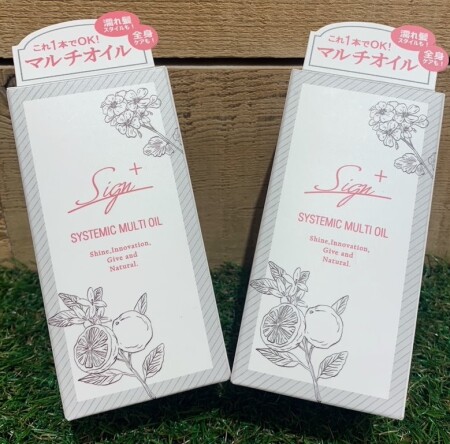 これ1本でOK!
マルチオイル
濡れ髪
スタイルも!
全身
ケアも!
Sign+
SYSTEMIC MULTI OIL
Shine,Innovation,
Give and
Natural.
これ1本でOK!
マルチオイル
濡れ髪
スタイルも!
全身
ケアも!
Sign+
SYSTEMIC MULTI OIL
Shine,Innovation,
Give and
Natural.